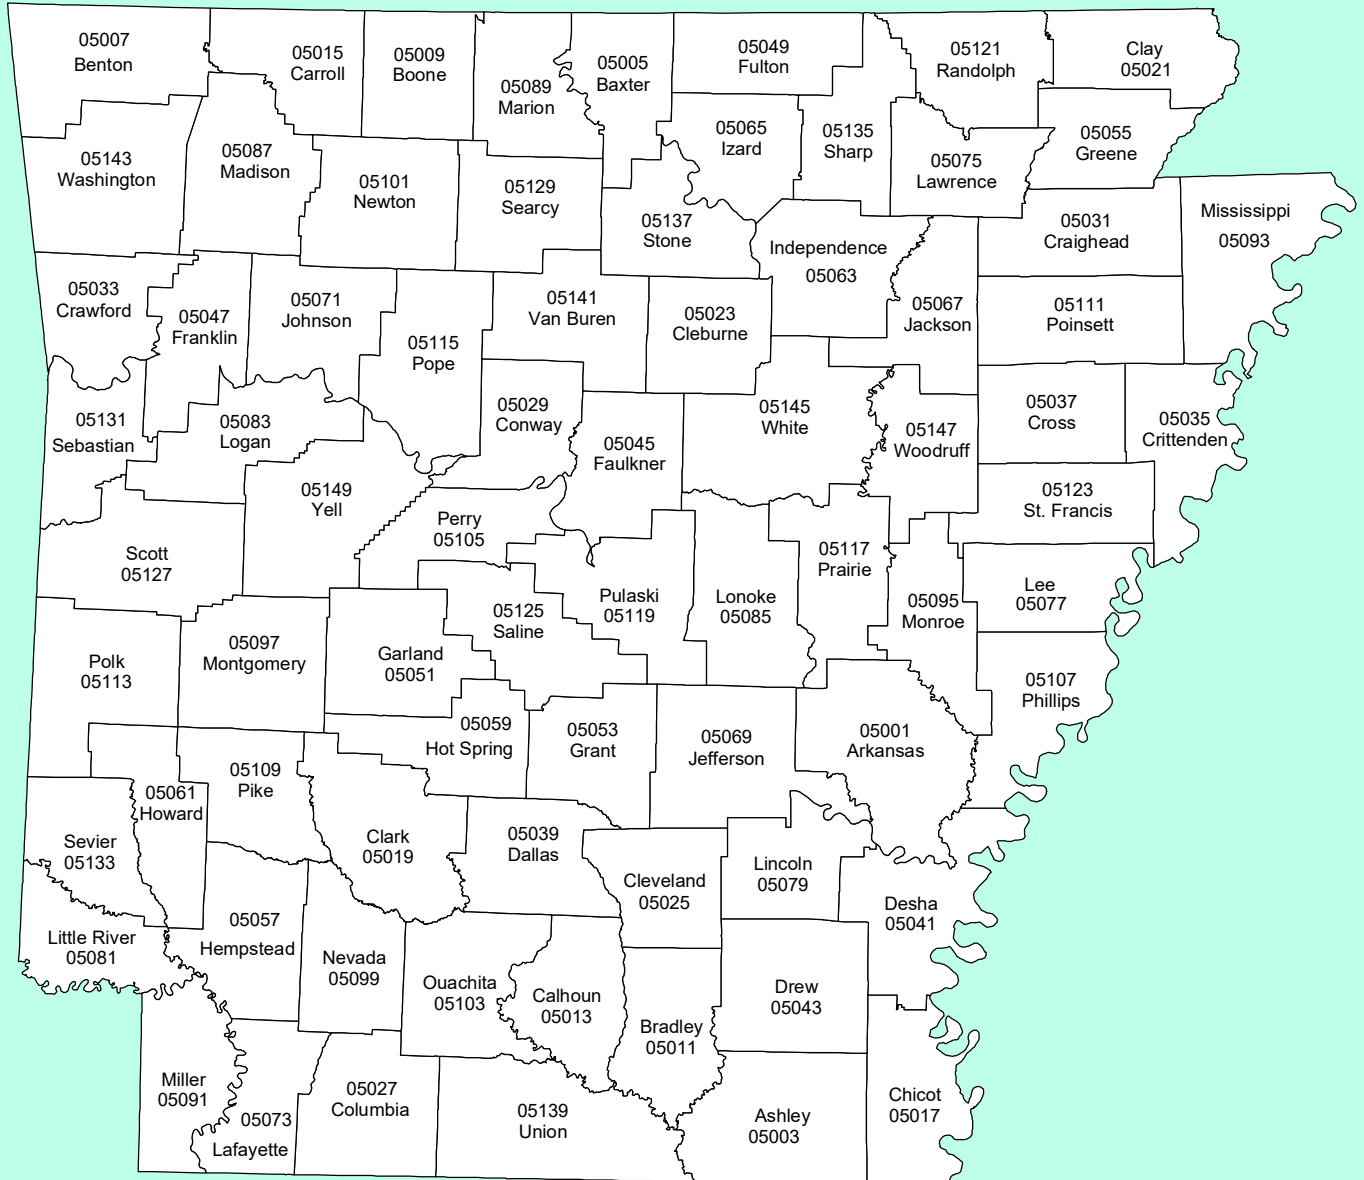 05007
Benton
05015
Carroll
05009
Boone
05089
Marion
05005
Baxter
05049
Fulton
05121
Randolph
Clay
05021
05143
Washington
05087
Madison
05101
Newton
05129
Searcy
05065
Izard
05135
Sharp
05075
Lawrence
05055
Greene
05137
Stone
Independence
05063
05031
Craighead
Mississippi
05093
05033
Crawford
05047
Franklin
05071
Johnson
05115
Pope
05141
Van Buren
05023
Cleburne
05067
Jackson
05111
Poinsett
05131
Sebastian
05083
Logan
05029
Conway
05045
Faulkner
05145
White
05147
Woodruff
05037
Cross
05035
Crittenden
05149
Yell
Perry
05105
05123
St. Francis
Scott
05127
05125
Saline
Pulaski
05119
Lonoke
05085
05117
Prairie
05095
Monroe
Lee
05077
Polk
05113
05097
Montgomery
Garland
05051
05107
Phillips
05059
Hot Spring
05053
Grant
05069
Jefferson
05001
Arkansas
05061
Howard
05109
Pike
Sevier
05133
Clark
05019
05039
Dallas
Cleveland
05025
Lincoln
05079
Desha
05041
Little River
05081
05057
Hempstead
Nevada
05099
Ouachita
05103
Calhoun
05013
Bradley
05011
Drew
05043
Miller
05091
05073
Lafayette
05027
Columbia
05139
Union
Ashley
05003
Chicot
05017